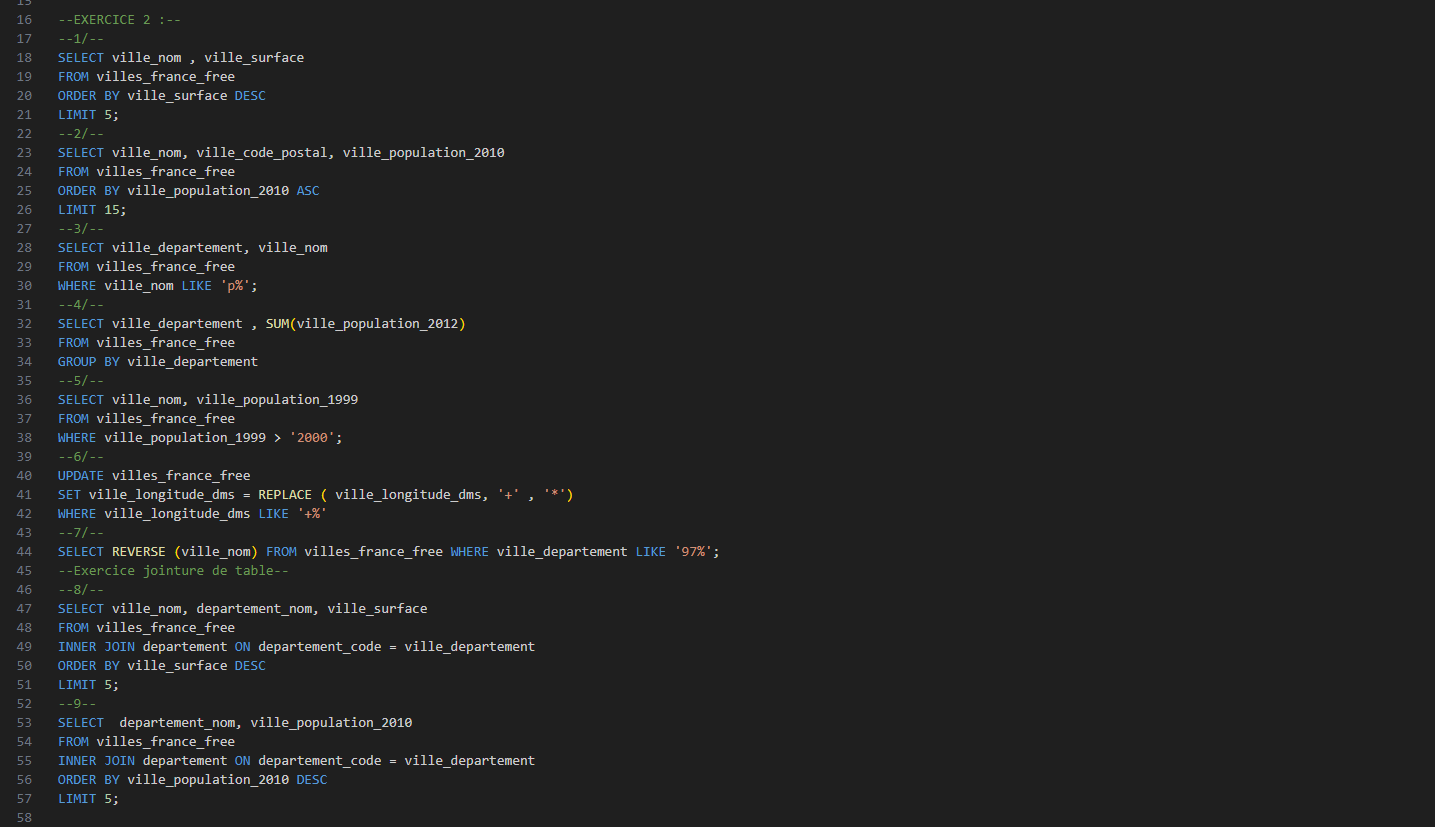 15
16 --EXERCICE 2 :--
17 --1/--
18 SELECT ville_nom , ville_surface
19 FROM villes_france_free
20 ORDER BY ville_surface DESC
21 LIMIT 5;
22 --2/--
23 SELECT ville_nom, ville_code_postal, ville_population_2010
24 FROM villes_france_free
25 ORDER BY ville_population_2010 ASC
26 LIMIT 15;
27 --3/--
28 SELECT ville_departement, ville_nom
29 FROM villes_france_free
30 WHERE ville_nom LIKE 'p%';
31 --4/--
32 SELECT ville_departement , SUM(ville_population_2012)
33 FROM villes_france_free
34 GROUP BY ville_departement
35 --5/--
36 SELECT ville_nom, ville_population_1999
37 FROM villes_france_free
38 WHERE ville_population_1999 > '2000';
39 --6/--
40 UPDATE villes_france_free
41 SET ville_longitude_dms = REPLACE ( ville_longitude_dms, '+' , '*')
42 WHERE ville_longitude_dms LIKE '+%'
43 --7/--
44 SELECT REVERSE (ville_nom) FROM villes_france_free WHERE ville_departement LIKE '97%';
45 --Exercice jointure de table--
46 --8/--
47 SELECT ville_nom, departement_nom, ville_surface
48 FROM villes_france_free
49 INNER JOIN departement ON departement_code = ville_departement
50 ORDER BY ville_surface DESC
51 LIMIT 5;
52 --9--
53 SELECT  departement_nom, ville_population_2010
54 FROM villes_france_free
55 INNER JOIN departement ON departement_code = ville_departement
56 ORDER BY ville_population_2010 DESC
57 LIMIT 5;
58